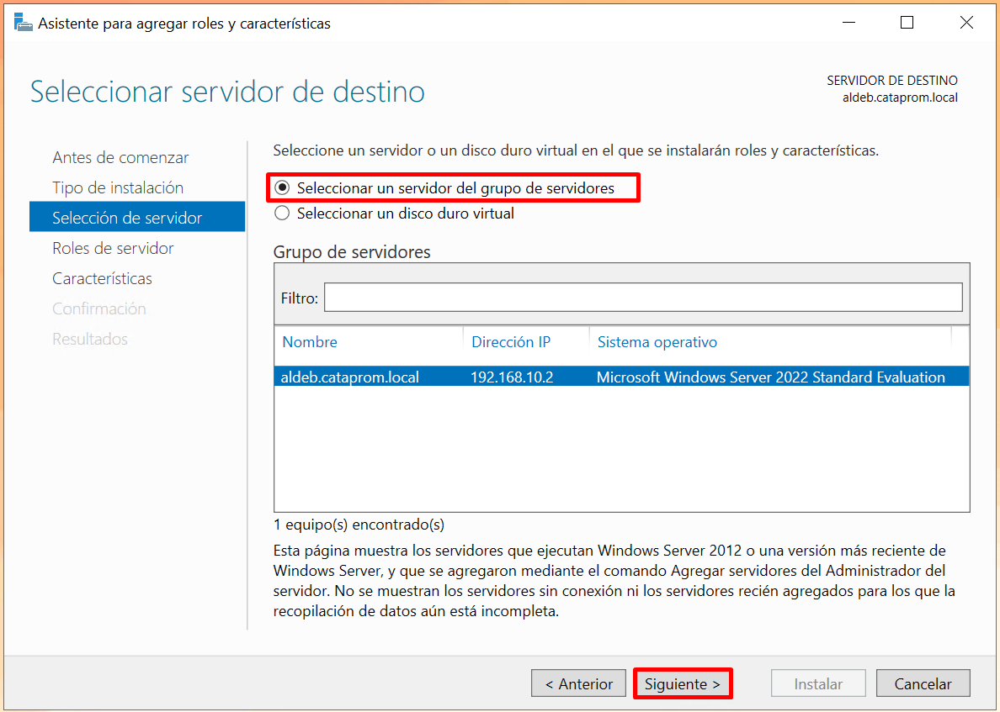 Asistente para agregar roles y características
Seleccionar servidor de destino
SERVIDOR DE DESTINO
aldeb.cataprom.local
Antes de comenzar
Tipo de instalación
Selección de servidor
Roles de servidor
Características
Confirmación
Resultados
Seleccione un servidor o un disco duro virtual en el que se instalarán roles y características.
Seleccionar un servidor del grupo de servidores
Seleccionar un disco duro virtual
Grupo de servidores
Filtro:
Nombre Dirección IP Sistema operativo
aldeb.cataprom.local 192.168.10.2 Microsoft Windows Server 2022 Standard Evaluation
1 equipo(s) encontrado(s)
Esta página muestra los servidores que ejecutan Windows Server 2012 o una versión más reciente de
Windows Server, y que se agregaron mediante el comando Agregar servidores del Administrador del
servidor. No se muestran los servidores sin conexión ni los servidores recién agregados para los que la
recopilación de datos aún está incompleta.
< Anterior Siguiente > Instalar Cancelar